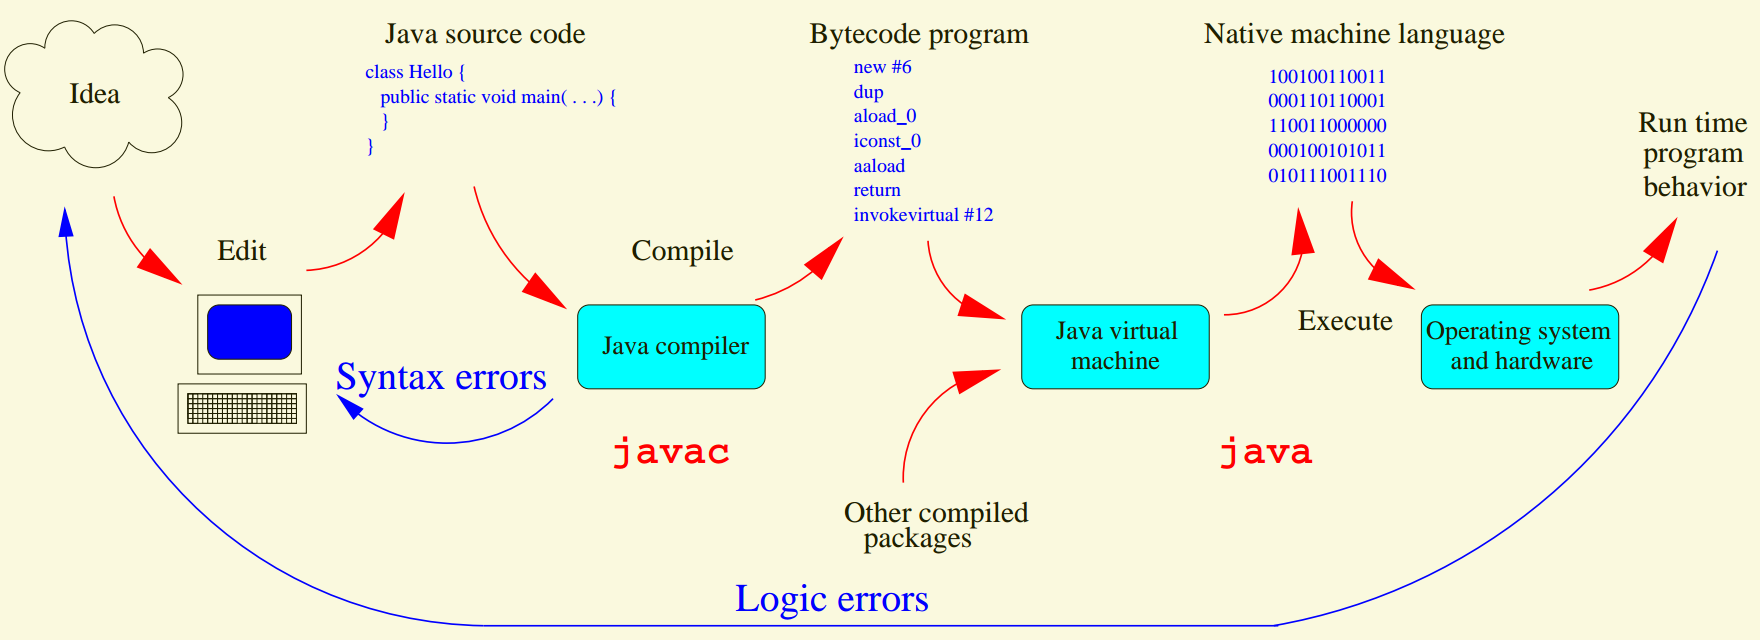 Idea
Java source code
class Hello {
public static void main( . . .) {
}
}
Bytecode program
new #6
dup
aload_0
iconst_0
aaload
return
invokevirtual #12
Native machine language
100100110011
000110110001
110011000000
000100101011
010111001110
Run time
program
behavior
Edit
Compile
Execute
Java compiler
Java virtual
machine
Operating system
and hardware
Syntax errors
javac
java
Other compiled
packages
Logic errors